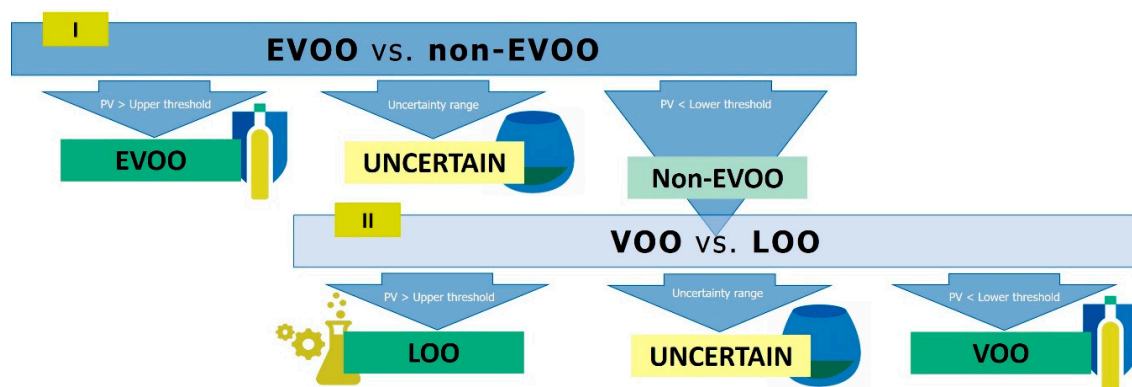 I
EVOO vs. non-EVOO
PV > Upper threshold
Uncertainty range
PV < Lower threshold
EVOO
UNCERTAIN
Non-EVOO
II
VOO vs. LOO
PV > Upper threshold
Uncertainty range
PV < Lower threshold
LOO
UNCERTAIN
VOO